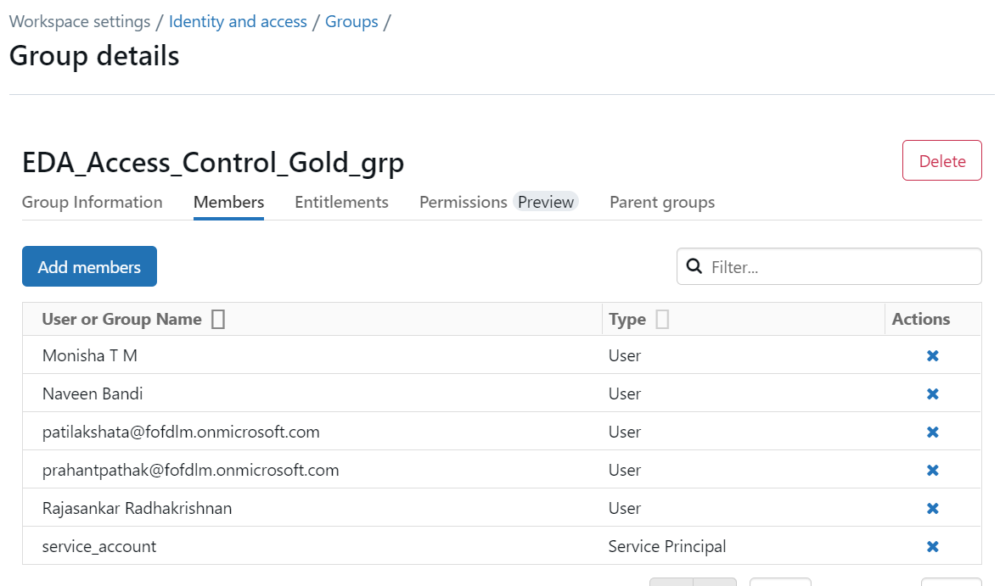 Workspace settings / Identity and access / Groups /
Group details
EDA_Access_Control_Gold_grp
Delete
Group Information Members Entitlements Permissions Preview Parent groups
Add members
Filter...
User or Group Name Type Actions
Monisha T M User
Naveen Bandi User
patilakshata@fofdlm.onmicrosoft.com User
prahantpathak@fofdlm.onmicrosoft.com User
Rajasankar Radhakrishnan User
service_account Service Principal